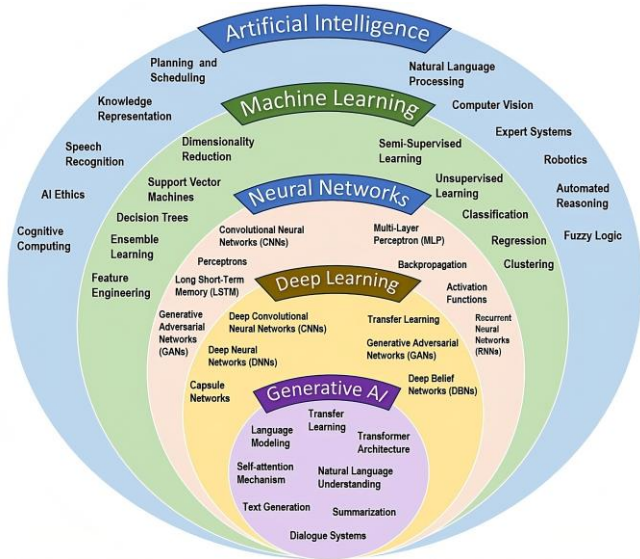 Artificial Intelligence
Planning and
Scheduling
Natural Language
Processing
Knowledge
Representation
Computer Vision
Expert Systems
Speech
Recognition
Robotics
AI Ethics
Automated
Reasoning
Cognitive
Computing
Fuzzy Logic
Machine Learning
Dimensionality
Reduction
Semi-Supervised
Learning
Support Vector
Machines
Unsupervised
Learning
Decision Trees
Classification
Ensemble
Learning
Regression
Feature
Engineering
Clustering
Neural Networks
Convolutional Neural
Networks (CNNs)
Multi-Layer
Perceptron (MLP)
Perceptrons
Backpropagation
Long Short-Term
Memory (LSTM)
Activation
Functions
Generative
Adversarial
Networks (GANs)
Recurrent
Neural
Networks (RNNs)
Deep Learning
Deep Convolutional
Neural Networks (CNNs)
Transfer Learning
Deep Neural
Networks (DNNs)
Generative Adversarial
Networks (GANs)
Capsule
Networks
Deep Belief
Networks (DBNs)
Generative AI
Language
Modeling
Transfer
Learning
Transformer
Architecture
Self-attention
Mechanism
Natural Language
Understanding
Text Generation
Summarization
Dialogue Systems